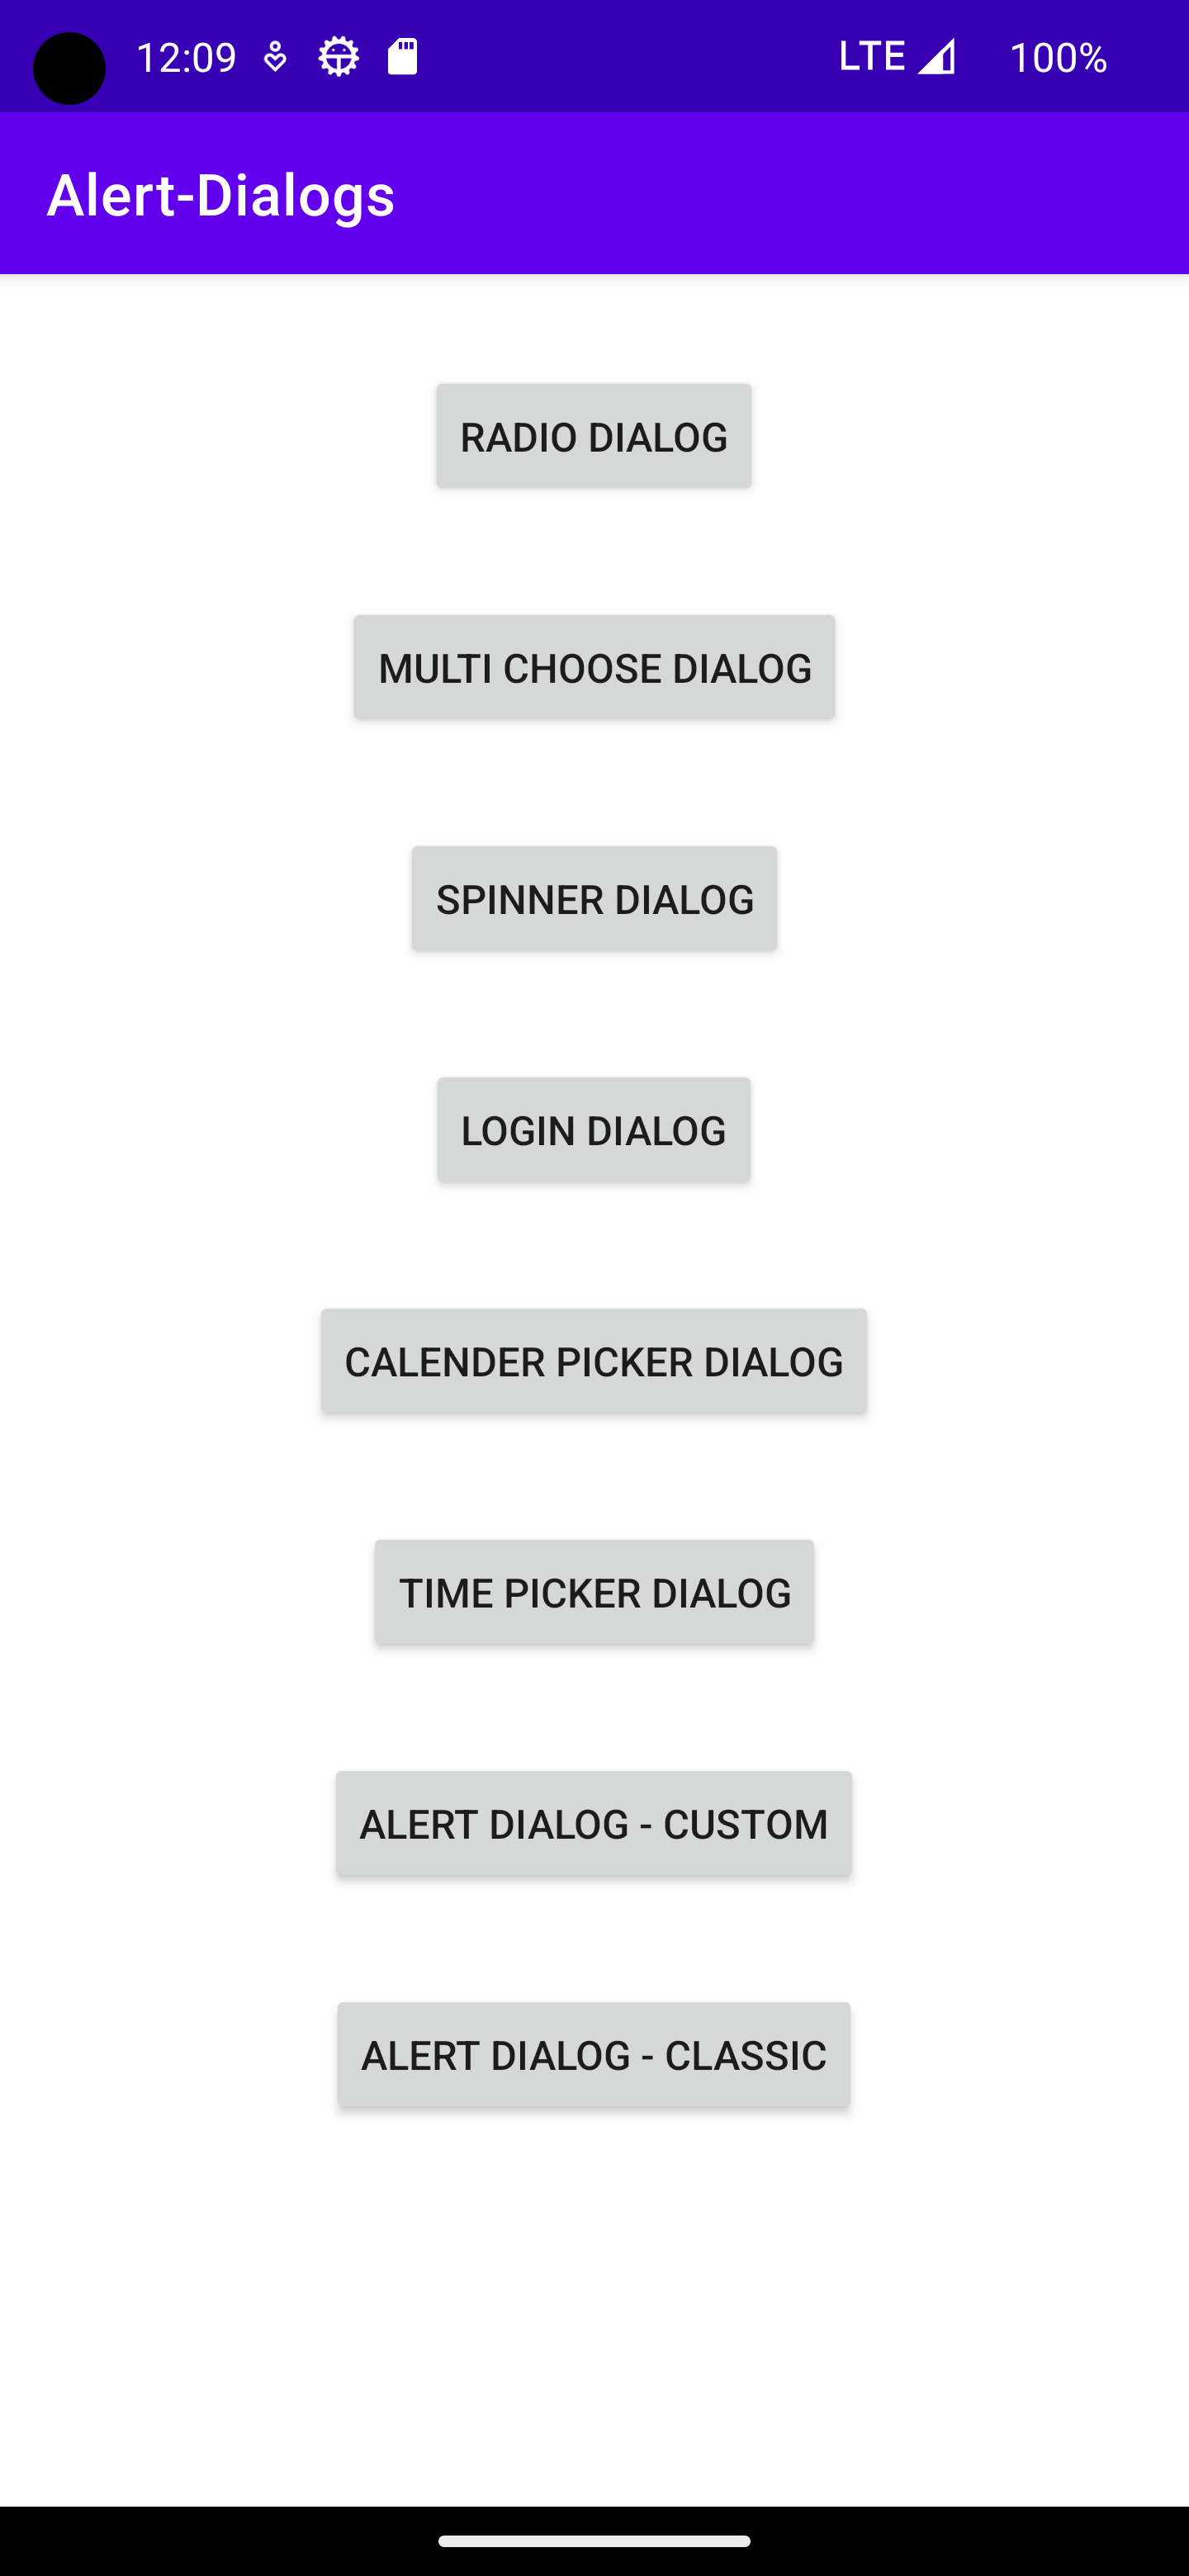 12:09 LTE 100%
Alert-Dialogs
RADIO DIALOG
MULTI CHOOSE DIALOG
SPINNER DIALOG
LOGIN DIALOG
CALENDER PICKER DIALOG
TIME PICKER DIALOG
ALERT DIALOG - CUSTOM
ALERT DIALOG - CLASSIC